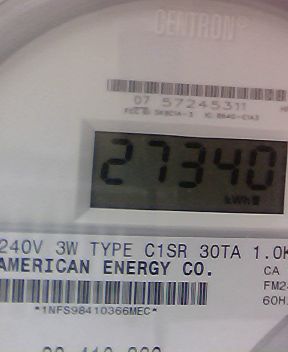 CENTRON®
07 57245311
27340
kWh
240V 3W TYPE C1SR 30TA 1.0K
AMERICAN ENERGY CO.
CA
FM2
60H
*1NFS98410366MEC*